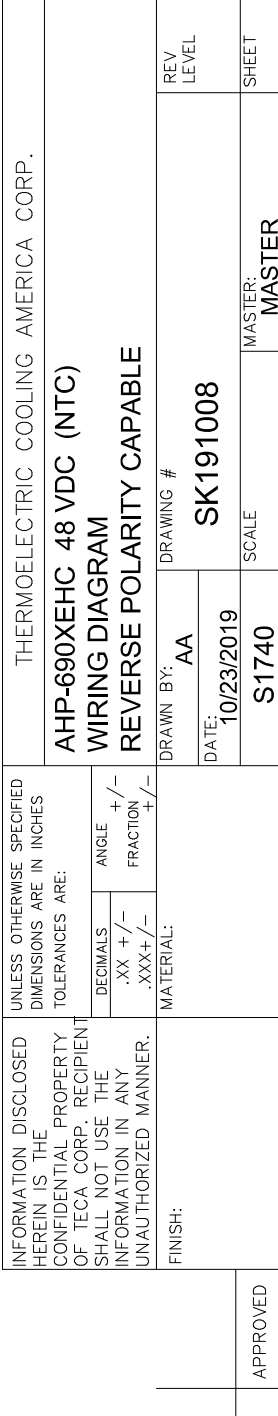 THERMOELECTRIC COOLING AMERICA CORP.
AHP-690XEHC 48 VDC (NTC)
WIRING DIAGRAM
REVERSE POLARITY CAPABLE
DRAWN BY:
AA
DATE:
10/23/2019
DRAWING #
SK191008
REV
LEVEL
S1740
SCALE
MASTER:
MASTER
SHEET
UNLESS OTHERWISE SPECIFIED
DIMENSIONS ARE IN INCHES
TOLERANCES ARE:
DECIMALS
.XX +/-
.XXX+/-
ANGLE
+/-
FRACTION
+/-
MATERIAL:
INFORMATION DISCLOSED
HEREIN IS THE
CONFIDENTIAL PROPERTY
OF TECA CORP. RECIPIENT
SHALL NOT USE THE
INFORMATION IN ANY
UNAUTHORIZED MANNER.
FINISH:
APPROVED